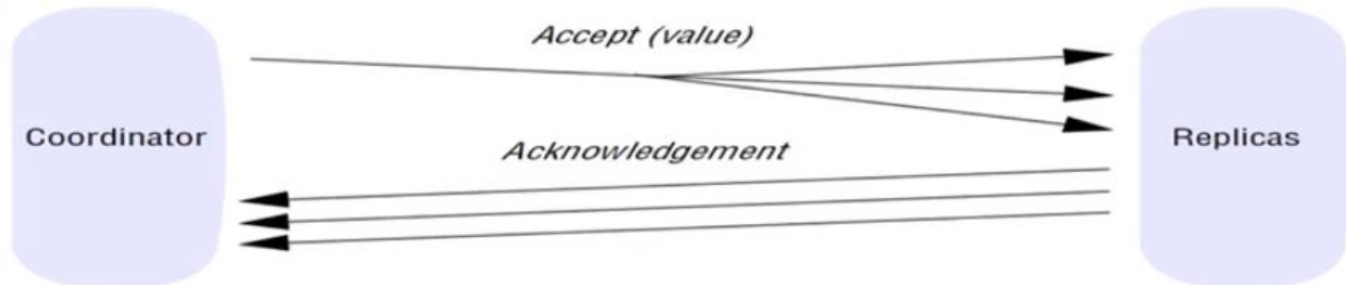 Accept (value)
Coordinator
Replicas
Acknowledgement